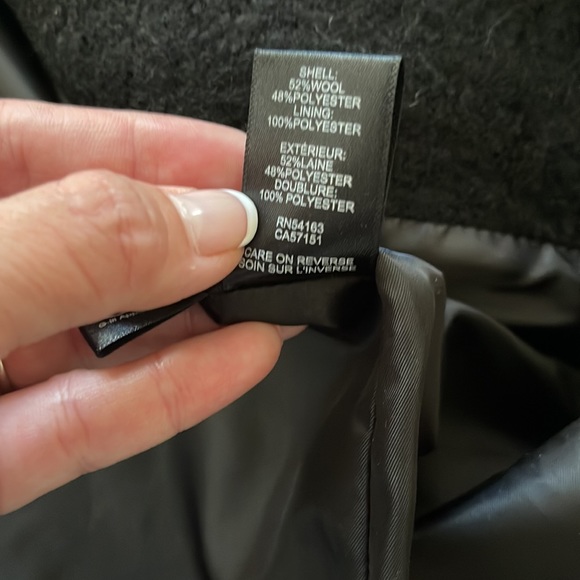 SHELL:
52%WOOL
48%POLYESTER
LINING:
100%POLYESTER
EXTÉRIEUR:
52%LAINE
48%POLYESTER
DOUBLURE:
100% POLYESTER
RN54163
CA57151
CARE ON REVERSE
SOIN SUR L'INVERSE